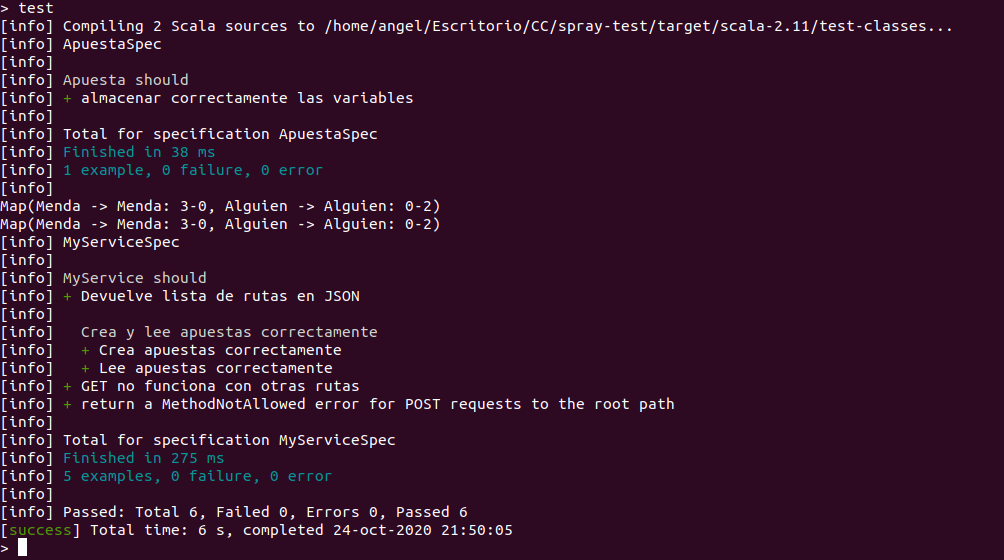 > test
[info] Compiling 2 Scala sources to /home/angel/Escritorio/CC/spray-test/target/scala-2.11/test-classes...
[info] ApuestaSpec
[info]
[info] Apuesta should
[info] + almacenar correctamente las variables
[info]
[info] Total for specification ApuestaSpec
[info] Finished in 38 ms
[info] 1 example, 0 failure, 0 error
[info]
Map(Menda -> Menda: 3-0, Alguien -> Alguien: 0-2)
Map(Menda -> Menda: 3-0, Alguien -> Alguien: 0-2)
[info] MyServiceSpec
[info]
[info] MyService should
[info] + Devuelve lista de rutas en JSON
[info]
[info]   Crea y lee apuestas correctamente
[info]   + Crea apuestas correctamente
[info]   + Lee apuestas correctamente
[info] + GET no funciona con otras rutas
[info] + return a MethodNotAllowed error for POST requests to the root path
[info]
[info] Total for specification MyServiceSpec
[info] Finished in 275 ms
[info] 5 examples, 0 failure, 0 error
[info]
[info] Passed: Total 6, Failed 0, Errors 0, Passed 6
[success] Total time: 6 s, completed 24-oct-2020 21:50:05
>